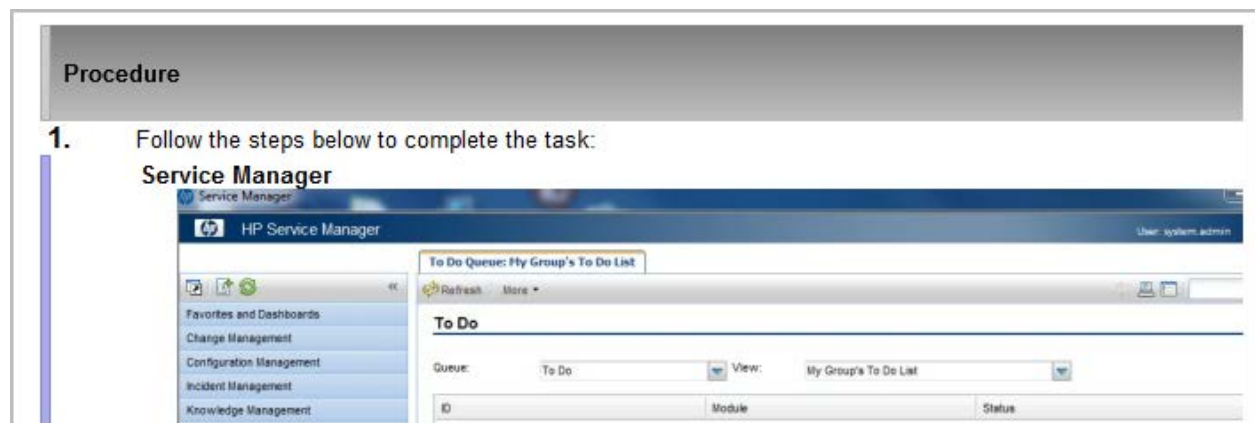 Procedure
1. Follow the steps below to complete the task:
Service Manager
Service Manager
hp HP Service Manager User: system.admin
To Do Queue: My Group's To Do List
Refresh More
Favorites and Dashboards
To Do
Change Management
Configuration Management
Queue: To Do View: My Group's To Do List
Incident Management
Knowledge Management
ID Module Status